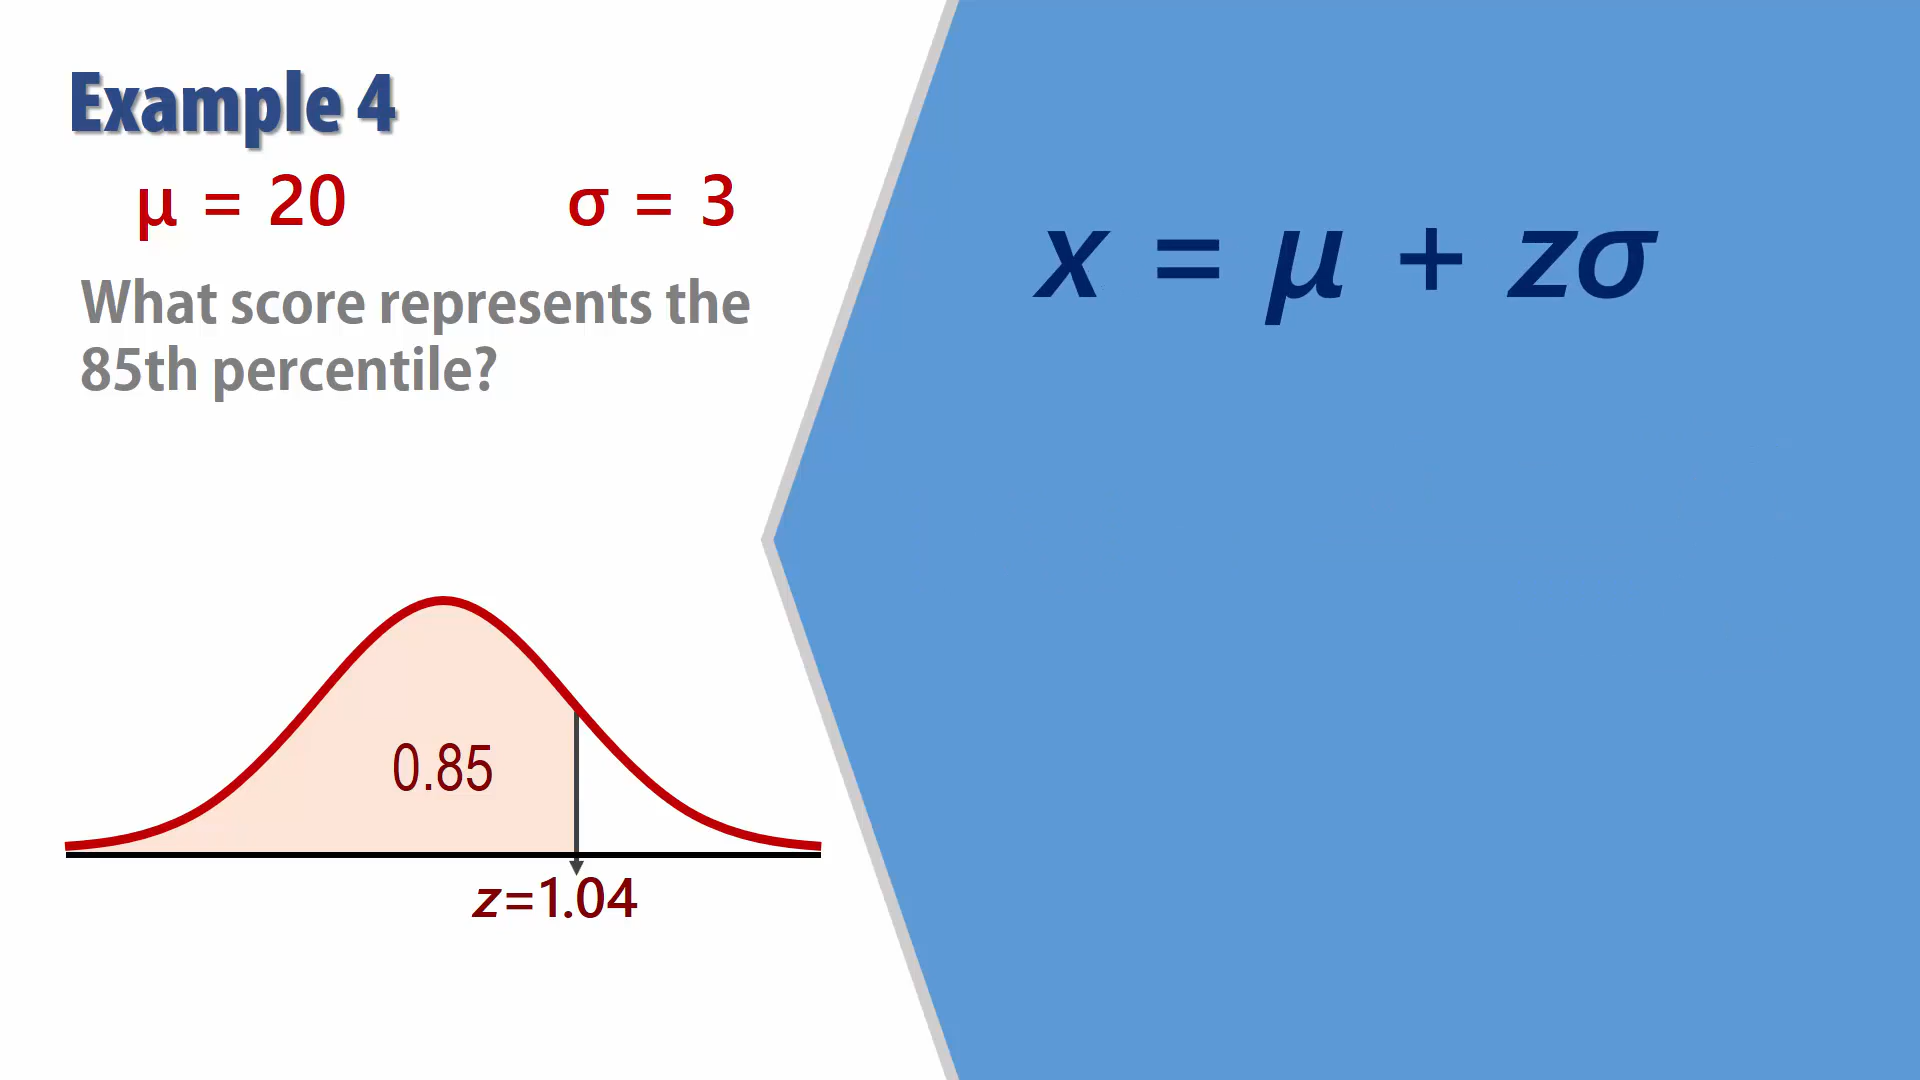 Example 4
μ = 20 σ = 3
What score represents the
85th percentile?
x = μ + zσ
0.85
z=1.04